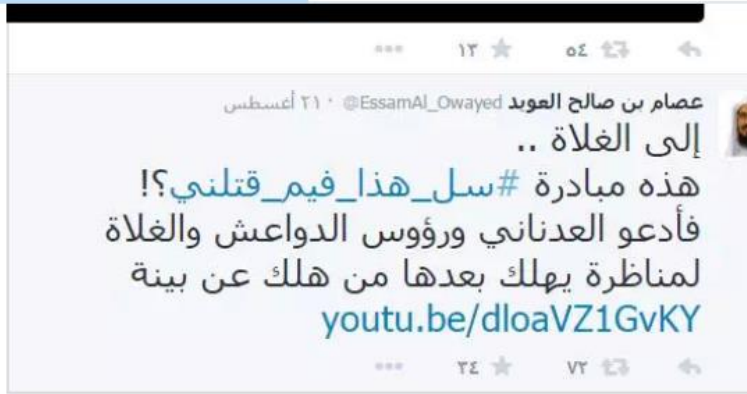 ١٣ ٥٤
عصام بن صالح العويد @EssamAl_Owayed · ٢١ أغسطس
إلى الغلاة ..
هذه مبادرة #سل_هذا_فيم_قتلني؟!
فأدعو العدناني ورؤوس الدواعش والغلاة
لمناظرة يهلك بعدها من هلك عن بينة
youtu.be/dloaVZ1GvKY
٣٤ ٧٢